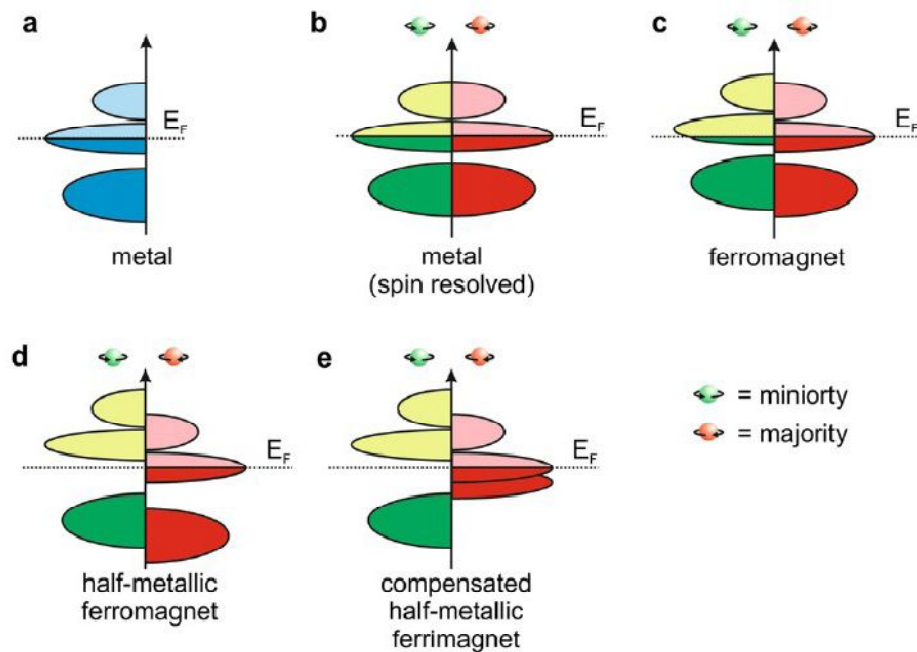 a
E_F
metal
b
E_F
metal
(spin resolved)
c
E_F
ferromagnet
d
E_F
half-metallic
ferromagnet
e
E_F
compensated
half-metallic
ferrimagnet
= miniorty
= majority